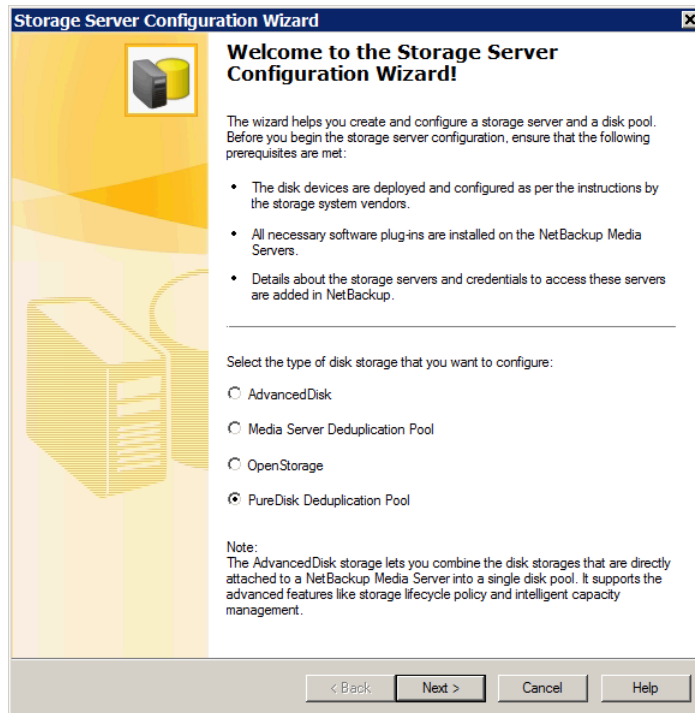 Storage Server Configuration Wizard
Welcome to the Storage Server
Configuration Wizard!
The wizard helps you create and configure a storage server and a disk pool.
Before you begin the storage server configuration, ensure that the following
prerequisites are met:
• The disk devices are deployed and configured as per the instructions by
the storage system vendors.
• All necessary software plug-ins are installed on the NetBackup Media
Servers.
• Details about the storage servers and credentials to access these servers
are added in NetBackup.
Select the type of disk storage that you want to configure:
AdvancedDisk
Media Server Deduplication Pool
OpenStorage
PureDisk Deduplication Pool
Note:
The AdvancedDisk storage lets you combine the disk storages that are directly
attached to a NetBackup Media Server into a single disk pool. It supports the
advanced features like storage lifecycle policy and intelligent capacity
management.
< Back Next > Cancel Help